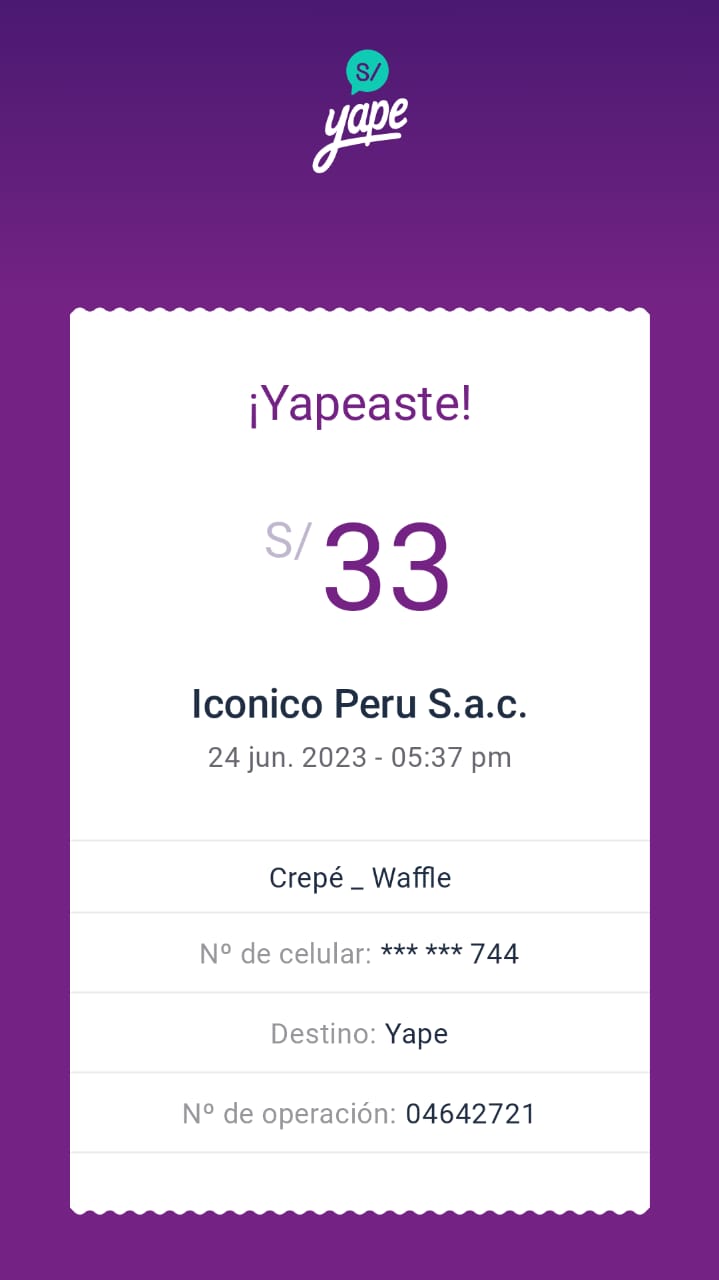 S/
yape
¡Yapeaste!
S/ 33
Iconico Peru S.a.c.
24 jun. 2023 - 05:37 pm
Crepé _ Waffle
Nº de celular: *** *** 744
Destino: Yape
Nº de operación: 04642721